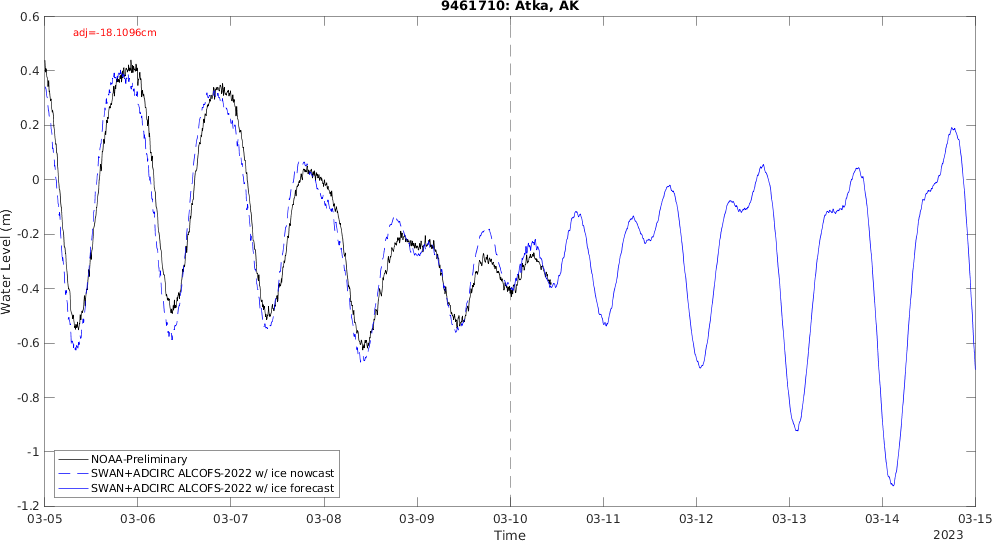 9461710: Atka, AK
adj=-18.1096cm
0.6
0.4
0.2
0
-0.2
-0.4
-0.6
-0.8
-1
-1.2
Water Level (m)
NOAA-Preliminary
SWAN+ADCIRC ALCOFS-2022 w/ ice nowcast
SWAN+ADCIRC ALCOFS-2022 w/ ice forecast
03-05 03-06 03-07 03-08 03-09 03-10 03-11 03-12 03-13 03-14 03-15
Time
2023